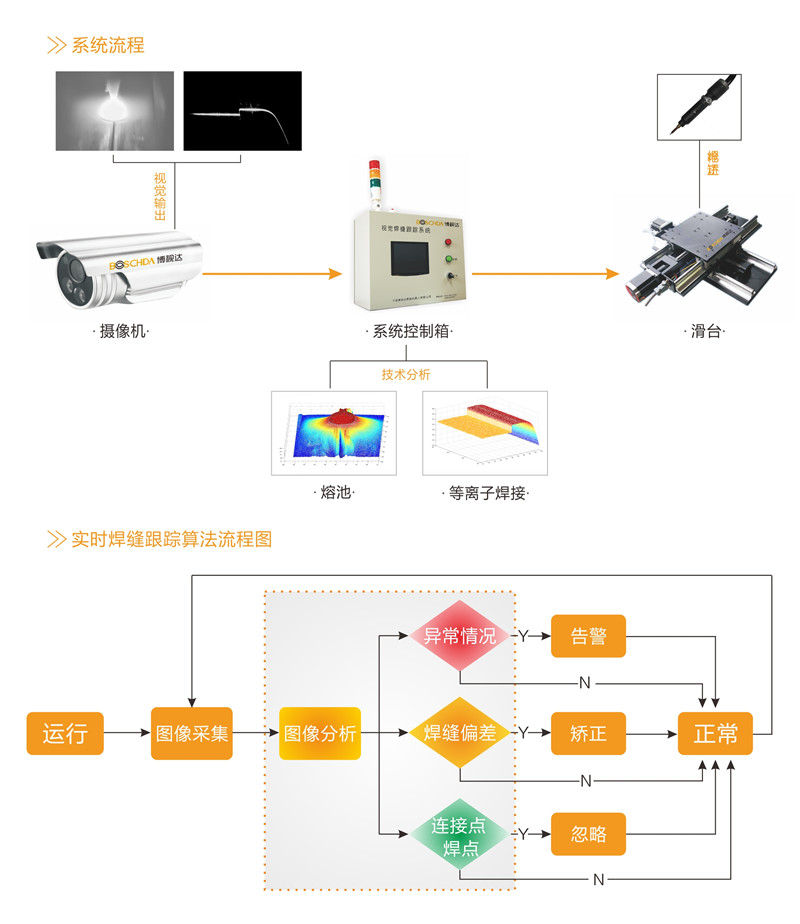 系统流程
视觉输出
BOSCHDA 博视达
BOSCHDA 博视达
视觉焊缝跟踪系统
·摄像机·
·系统控制箱·
·滑台·
技术分析
·熔池·
·等离子焊接·
实时焊缝跟踪算法流程图
异常情况
Y
告警
N
运行
图像采集
图像分析
焊缝偏差
Y
矫正
正常
N
连接点
焊点
Y
忽略
N